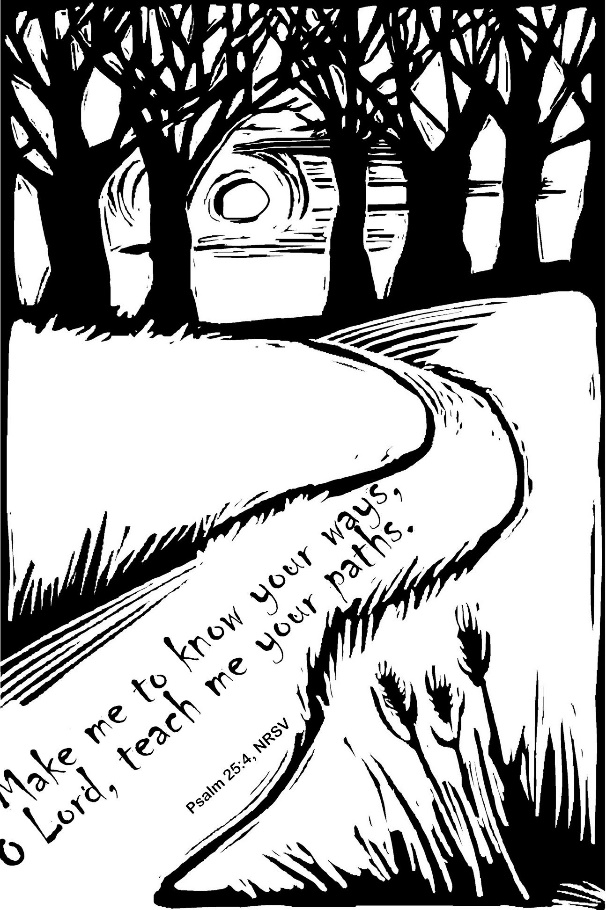 Make me to know your ways,
O Lord, teach me your paths.
Psalm 25:4, NRSV